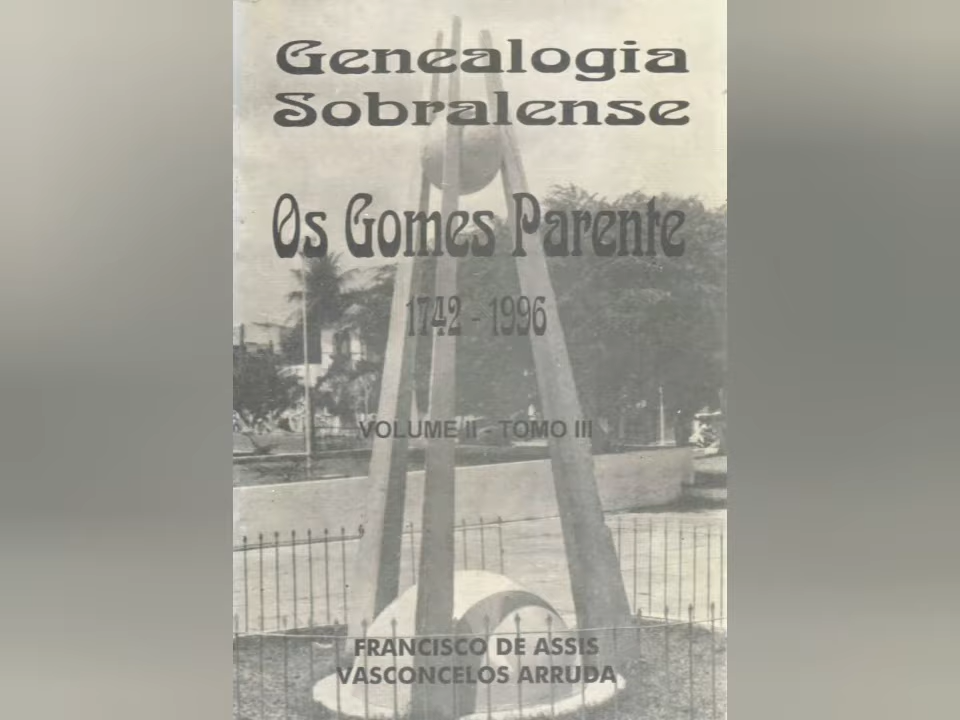 Genealogia
Sobralense
Os Gomes Parente
1742 - 1996
VOLUME II - TOMO III
FRANCISCO DE ASSIS
VASCONCELOS ARRUDA